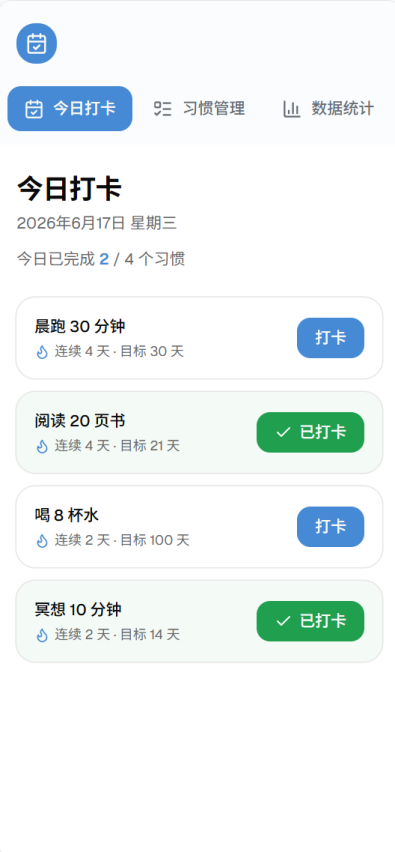 今日打卡
习惯管理
数据统计
今日打卡
2026年6月17日 星期三
今日已完成 2 / 4 个习惯
晨跑 30 分钟
连续 4 天 · 目标 30 天
打卡
阅读 20 页书
连续 4 天 · 目标 21 天
已打卡
喝 8 杯水
连续 2 天 · 目标 100 天
打卡
冥想 10 分钟
连续 2 天 · 目标 14 天
已打卡